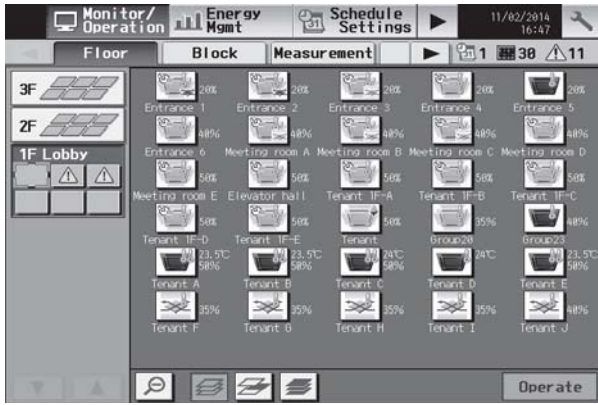 Monitor/ Operation
Energy Mgmt
Schedule Settings
11/02/2014
16:47
Floor
Block
Measurement
1
30
11
3F
2F
1F Lobby
20% 20% 20% 20% 20%
Entrance 1 Entrance 2 Entrance 3 Entrance 4 Entrance 5
40% 40% 40% 40% 40%
Entrance 6 Meeting room A Meeting room B Meeting room C Meeting room D
50% 50% 50% 50% 50%
Meeting room E Elevator hall Tenant 1F-A Tenant 1F-B Tenant 1F-C
50% 50% 50% 35% 40%
Tenant 1F-D Tenant 1F-E Tenant Group20 Group23
23.5℃ 23.5℃ 24℃ 24℃ 23.5℃
50% 50% 50% 50%
Tenant A Tenant B Tenant C Tenant D Tenant E
35% 35% 35% 35% 40%
Tenant F Tenant G Tenant H Tenant I Tenant J
Operate